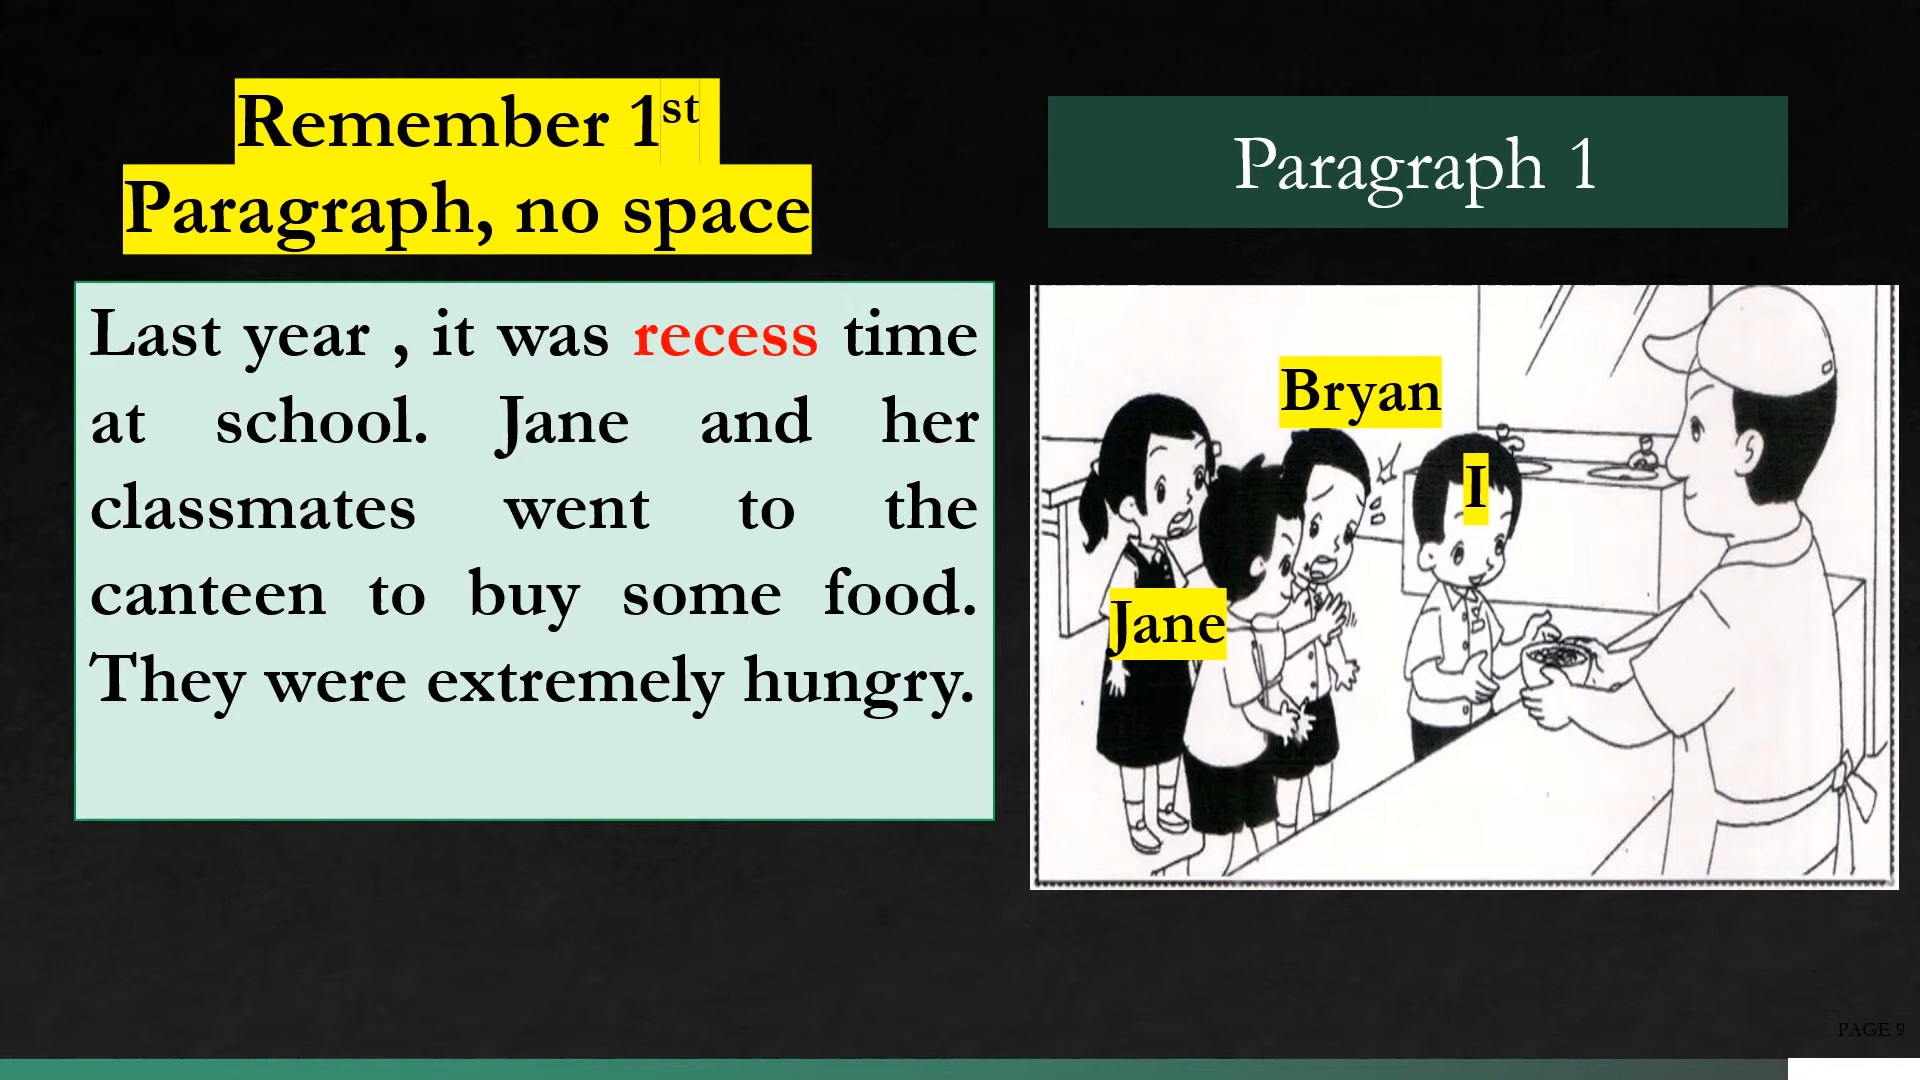 Remember 1st
Paragraph, no space
Paragraph 1
Last year , it was recess time
at school. Jane and her
classmates went to the
canteen to buy some food.
They were extremely hungry.
Bryan
I
Jane
PAGE 9